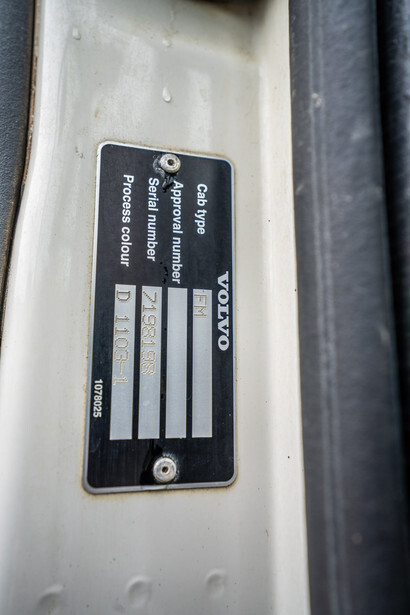 VOLVO
Cab type FM
Approval number
Serial number 7198198
Process colour D 1103-1
1078025